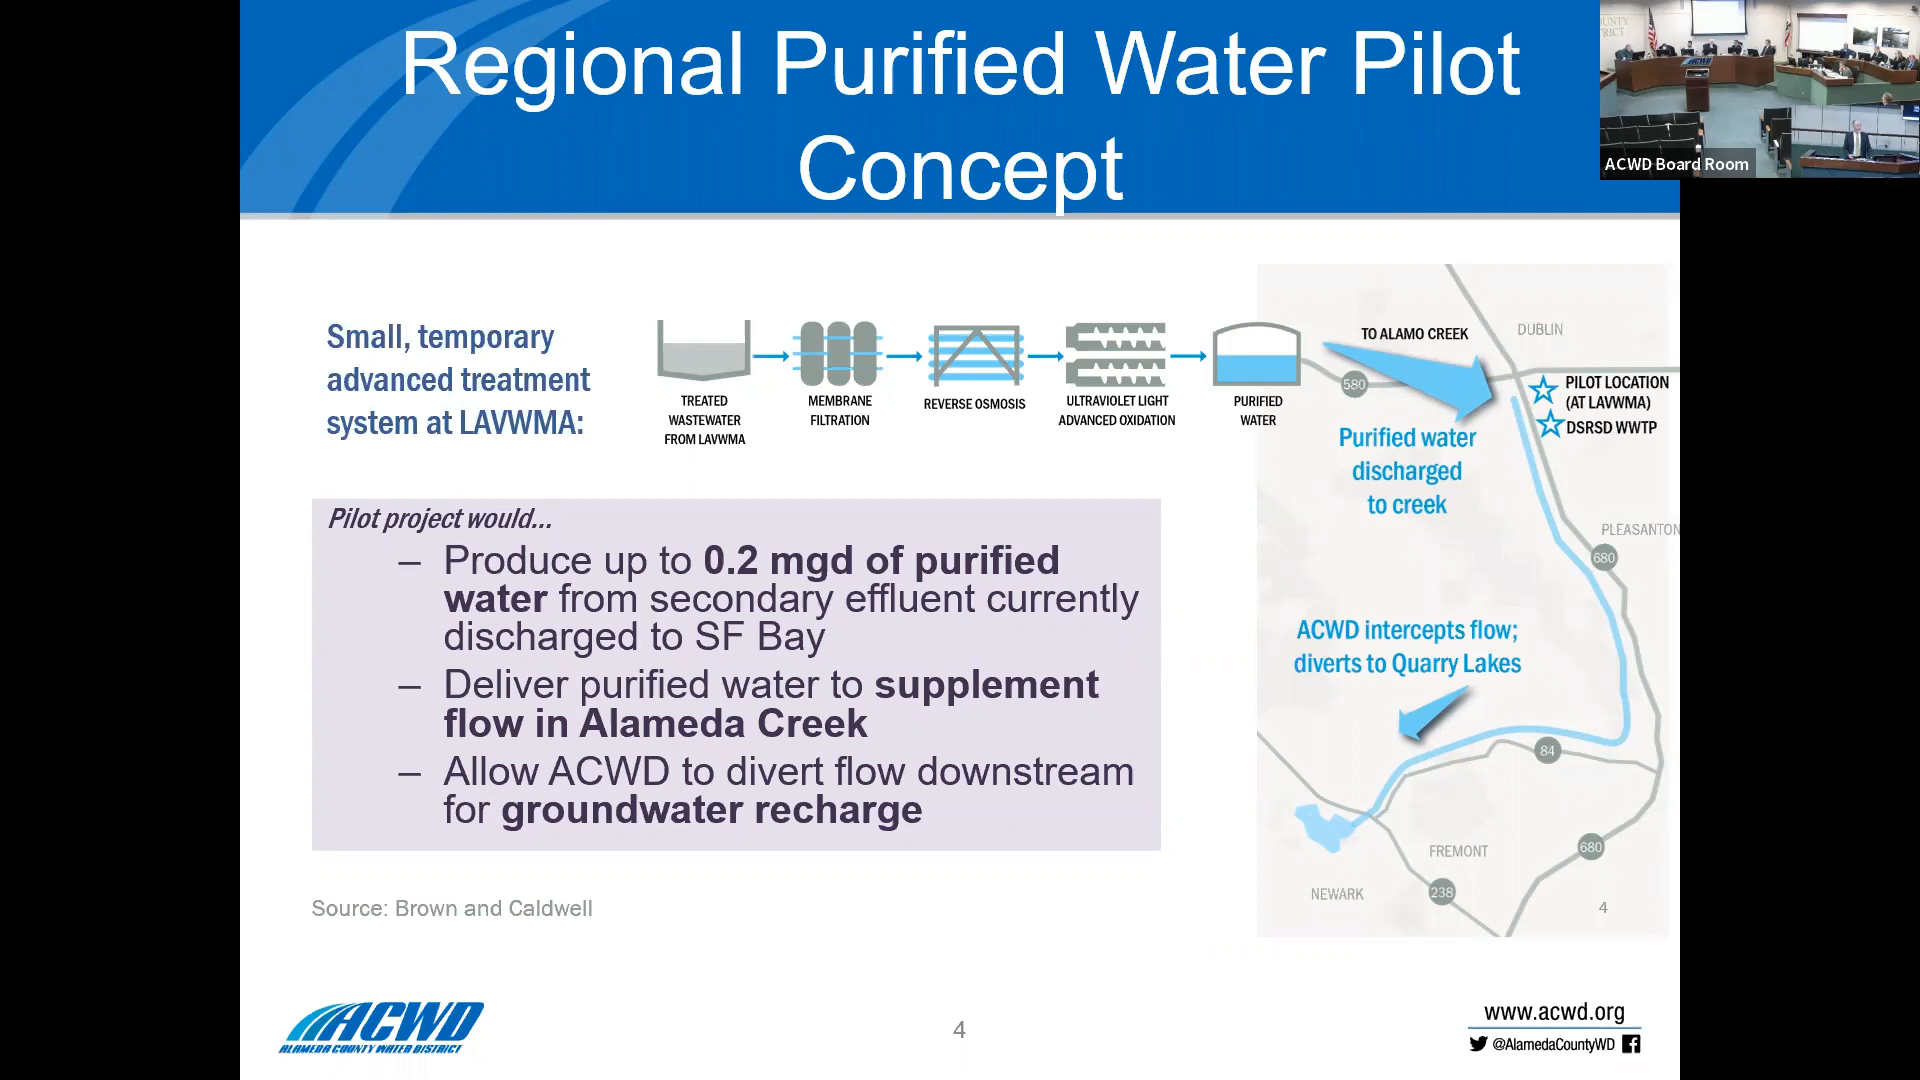 Regional Purified Water Pilot
Concept
COUNTY
ACWD
ACWD Board Room
Small, temporary
advanced treatment
system at LAVWMA:
TREATED
WASTEWATER
FROM LAVWMA
MEMBRANE
FILTRATION
REVERSE OSMOSIS
ULTRAVIOLET LIGHT
ADVANCED OXIDATION
PURIFIED
WATER
TO ALAMO CREEK
DUBLIN
580
PILOT LOCATION
(AT LAVWMA)
DSRSD WWTP
Purified water
discharged
to creek
PLEASANTON
680
ACWD intercepts flow;
diverts to Quarry Lakes
84
FREMONT
680
NEWARK
238
4
Pilot project would...
– Produce up to 0.2 mgd of purified
water from secondary effluent currently
discharged to SF Bay
– Deliver purified water to supplement
flow in Alameda Creek
– Allow ACWD to divert flow downstream
for groundwater recharge
Source: Brown and Caldwell
ACWD
ALAMEDA COUNTY WATER DISTRICT
4
www.acwd.org
@AlamedaCountyWD